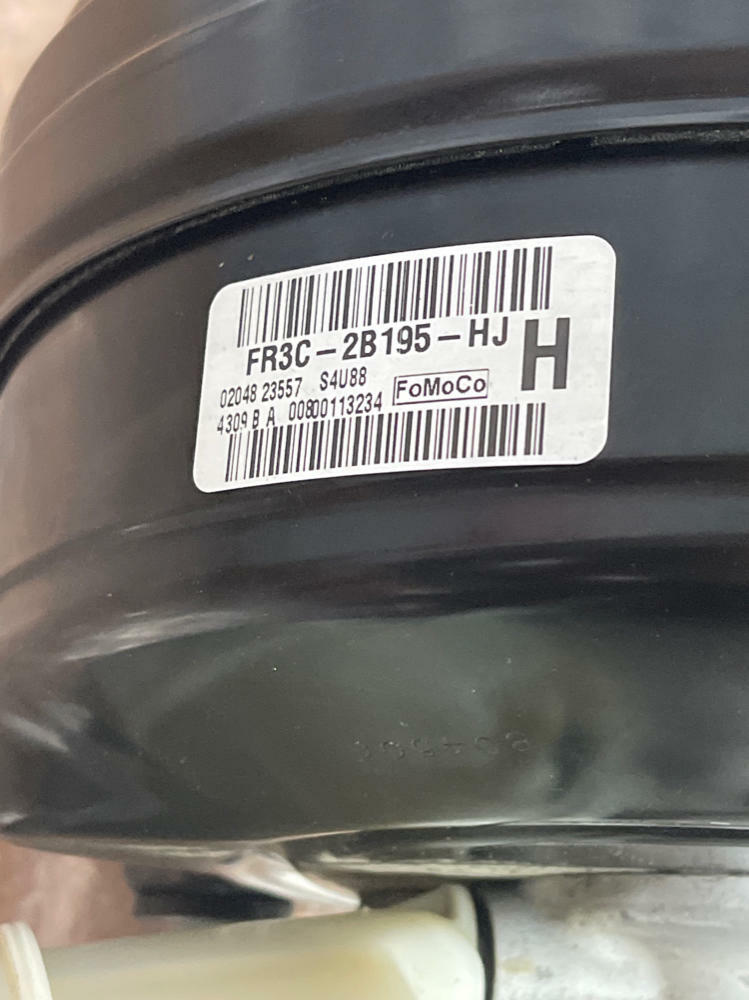 FR3C-2B195-HJ H
02048 23557 S4U88
4309 B A 00800113234 FoMoCo